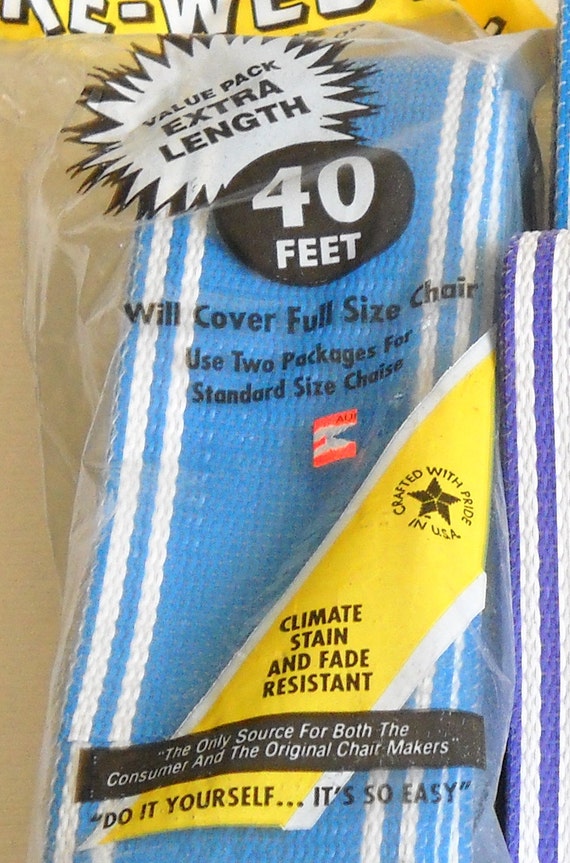 RE-WEB
VALUE PACK
EXTRA
LENGTH
40
FEET
Will Cover Full Size Chair
Use Two Packages For
Standard Size Chaise
CRAFTED WITH PRIDE
IN U.S.A.
CLIMATE
STAIN
AND FADE
RESISTANT
"The Only Source For Both The
Consumer And The Original Chair Makers"
"DO IT YOURSELF... IT'S SO EASY"